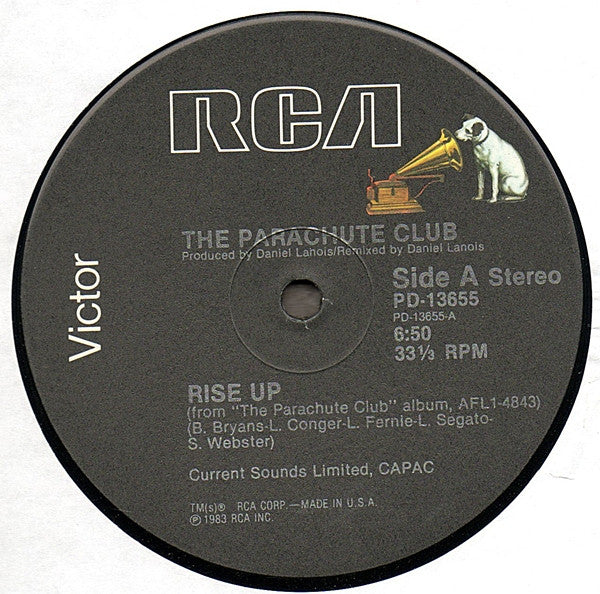 RCA
Victor
THE PARACHUTE CLUB
Produced by Daniel Lanois/Remixed by Daniel Lanois
Side A Stereo
PD-13655
PD-13655-A
6:50
33⅓ RPM
RISE UP
(from "The Parachute Club" album, AFL1-4843)
(B. Bryans-L. Conger-L. Fernie-L. Segato-
S. Webster)
Current Sounds Limited, CAPAC
TM(s)® RCA CORP.—MADE IN U.S.A.
℗ 1983 RCA INC.